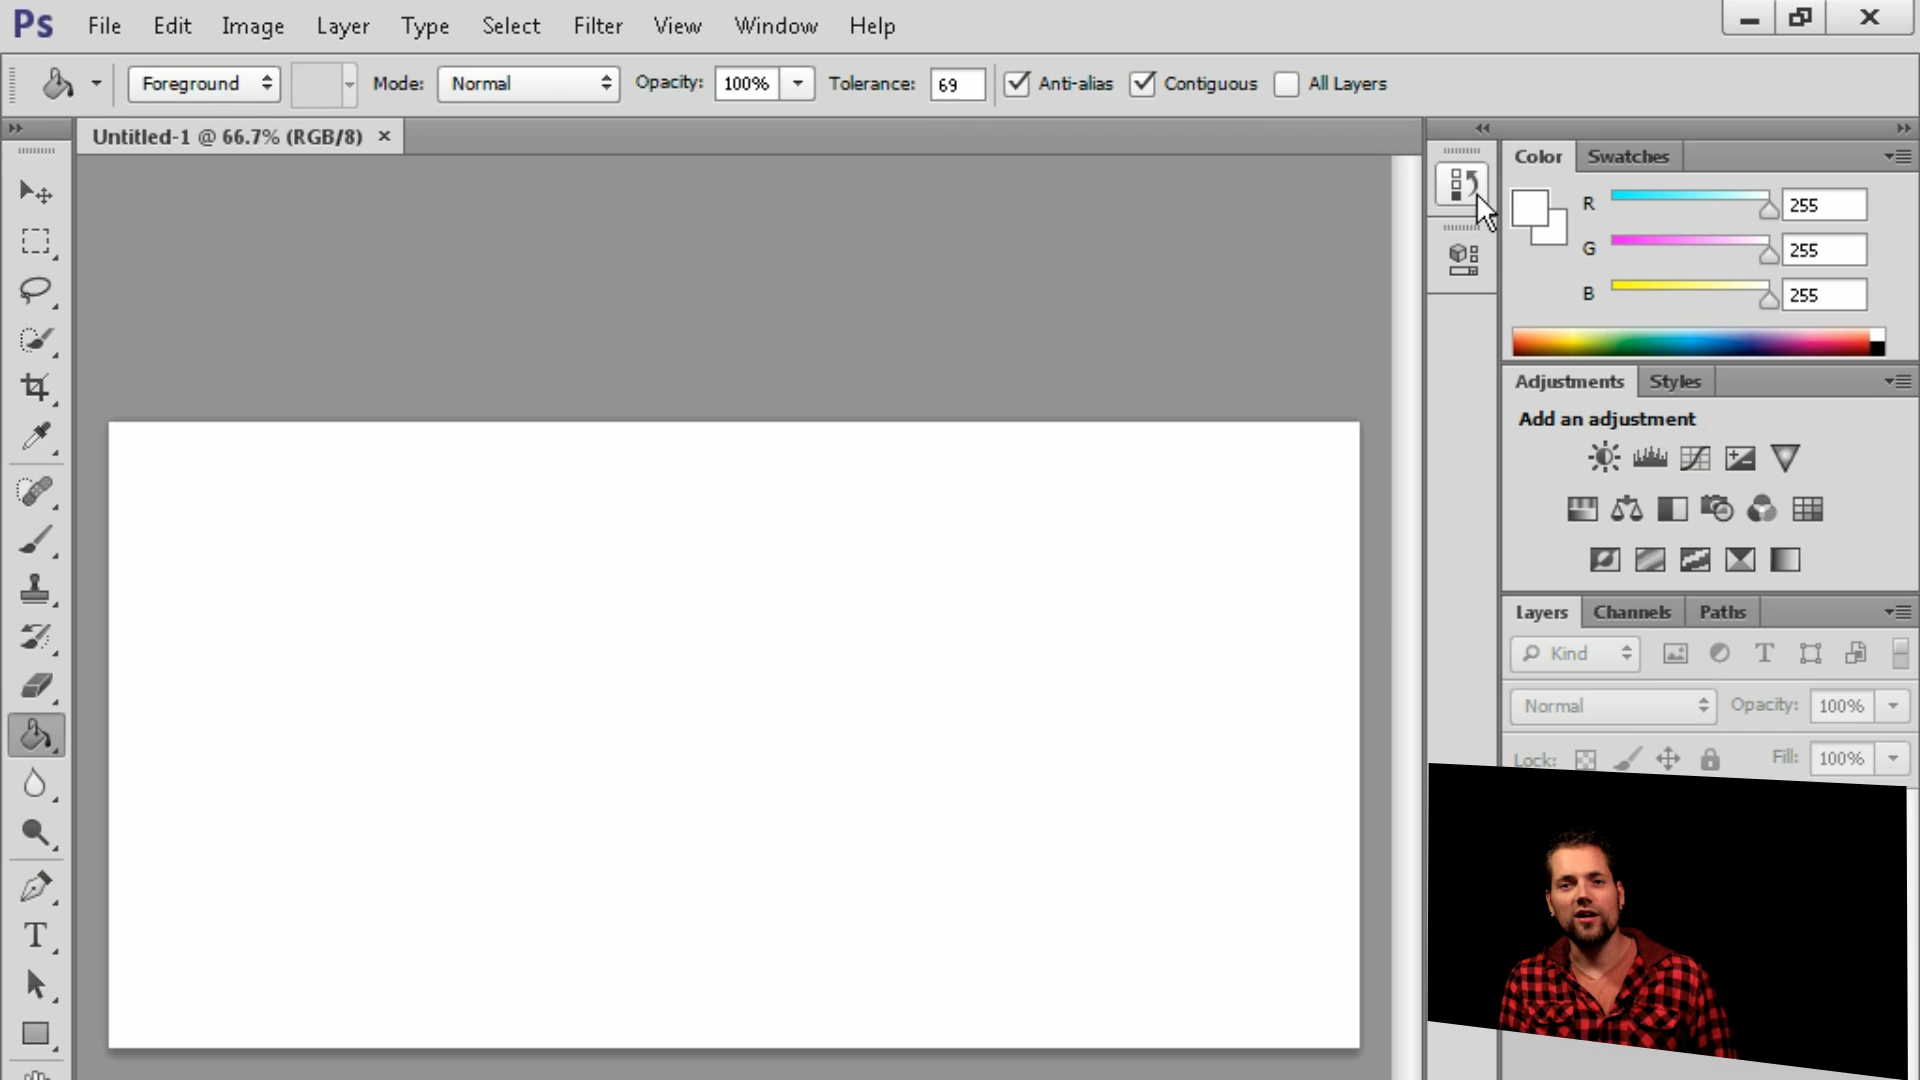 Ps File Edit Image Layer Type Select Filter View Window Help
Foreground Mode: Normal Opacity: 100% Tolerance: 69 Anti-alias Contiguous All Layers
Untitled-1 @ 66.7% (RGB/8) ×
Color Swatches
R 255
G 255
B 255
Adjustments Styles
Add an adjustment
Layers Channels Paths
Kind
Normal Opacity: 100%
Lock: Fill: 100%